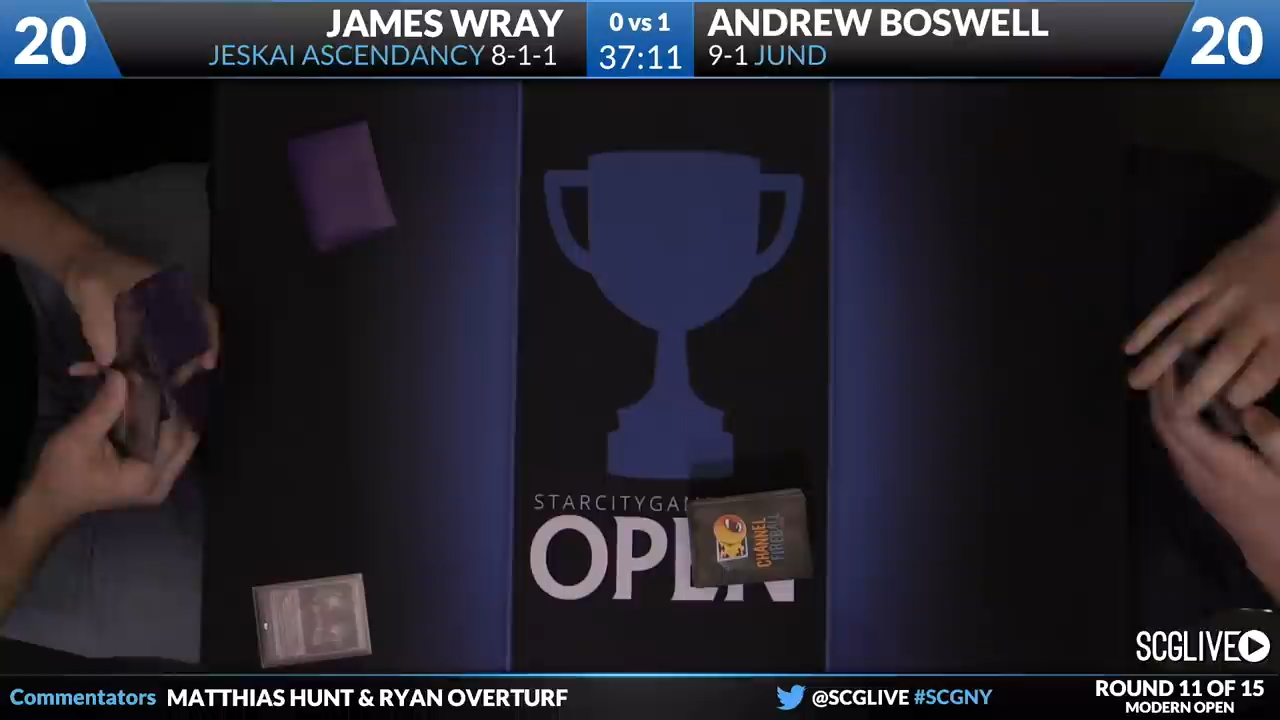 20
JAMES WRAY
JESKAI ASCENDANCY 8-1-1
0 vs 1
37:11
ANDREW BOSWELL
9-1 JUND
20
STARCITYGA
OPEN
CHANNEL
FIREBALL
SCGLIVE
Commentators MATTHIAS HUNT & RYAN OVERTURF
@SCGLIVE #SCGNY
ROUND 11 OF 15
MODERN OPEN